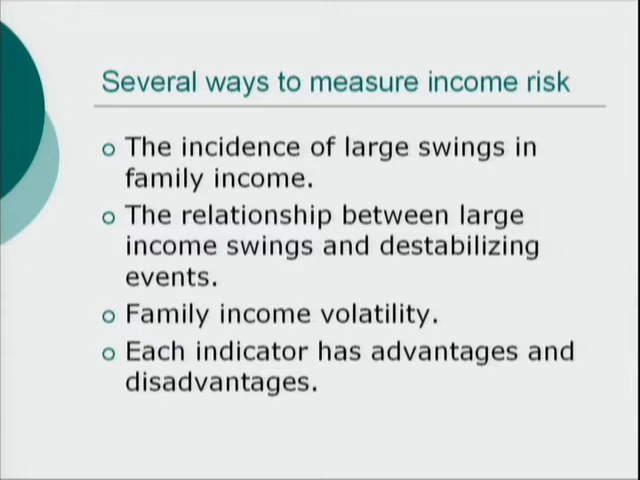 Several ways to measure income risk
The incidence of large swings in
family income.
The relationship between large
income swings and destabilizing
events.
Family income volatility.
Each indicator has advantages and
disadvantages.